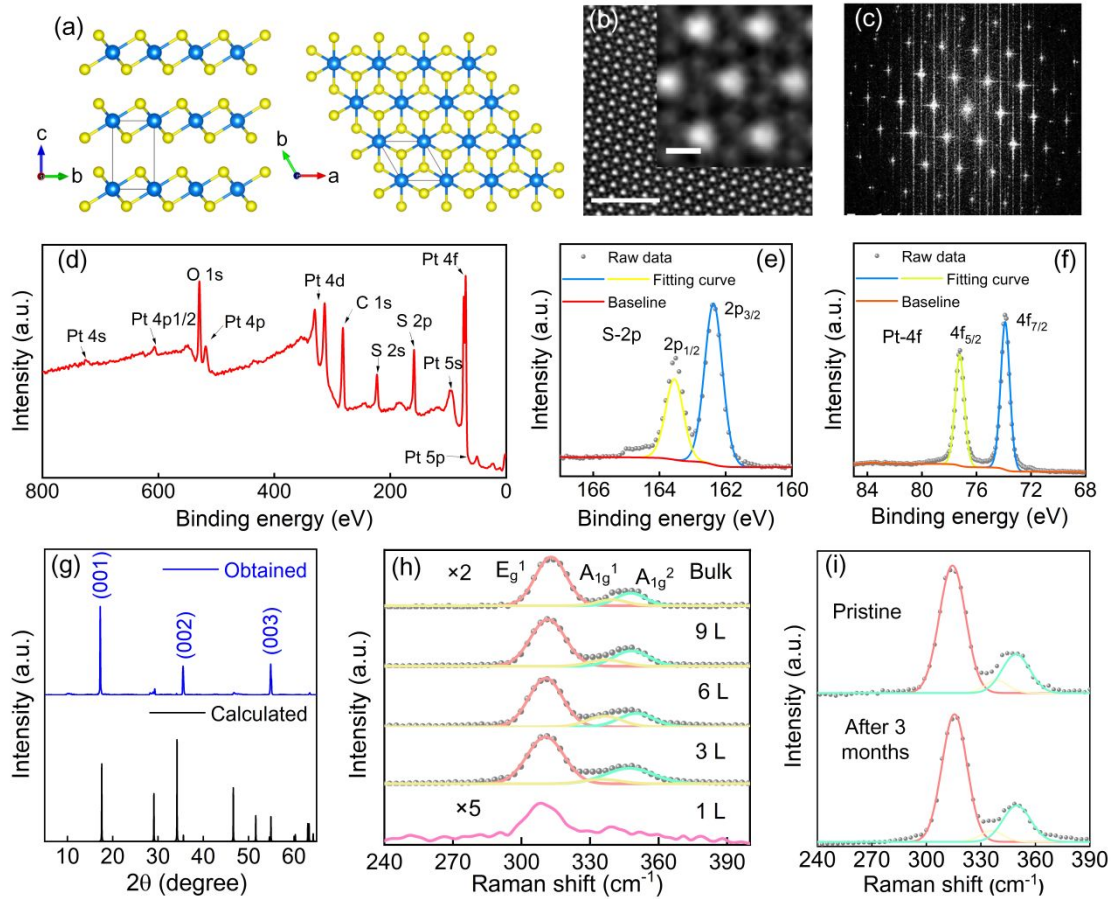 (a)
c
b
b
a
(b)
(c)
(d)
Pt 4s
Pt 4p1/2
O 1s
Pt 4p
Pt 4d
C 1s
S 2s
S 2p
Pt 4f
Pt 5s
Pt 5p
Intensity (a.u.)
800 600 400 200 0
Binding energy (eV)
(e)
Raw data
Fitting curve
Baseline
S-2p
2p1/2
2p3/2
Intensity (a.u.)
166 164 162 160
Binding energy (eV)
(f)
Raw data
Fitting curve
Baseline
Pt-4f
4f5/2
4f7/2
Intensity (a.u.)
84 80 76 72 68
Binding energy (eV)
(g)
(001)
Obtained
(002)
(003)
Calculated
Intensity (a.u.)
10 20 30 40 50 60
2θ (degree)
(h)
×2 Eg1 A1g1 A1g2 Bulk
9 L
6 L
3 L
×5 1 L
Intensity (a.u.)
240 270 300 330 360 390
Raman shift (cm-1)
(i)
Pristine
After 3
months
Intensity (a.u.)
240 270 300 330 360 390
Raman shift (cm-1)